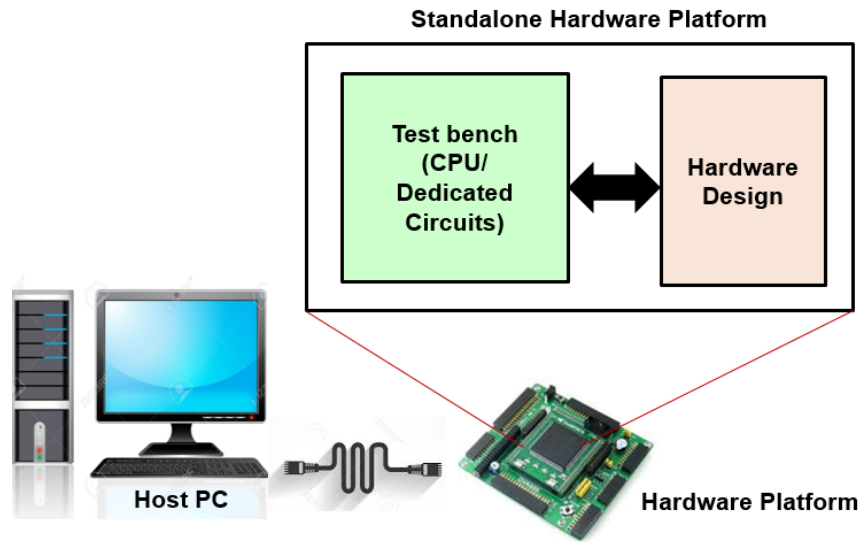 Standalone Hardware Platform
Test bench
(CPU/
Dedicated
Circuits)
Hardware
Design
Host PC
Hardware Platform